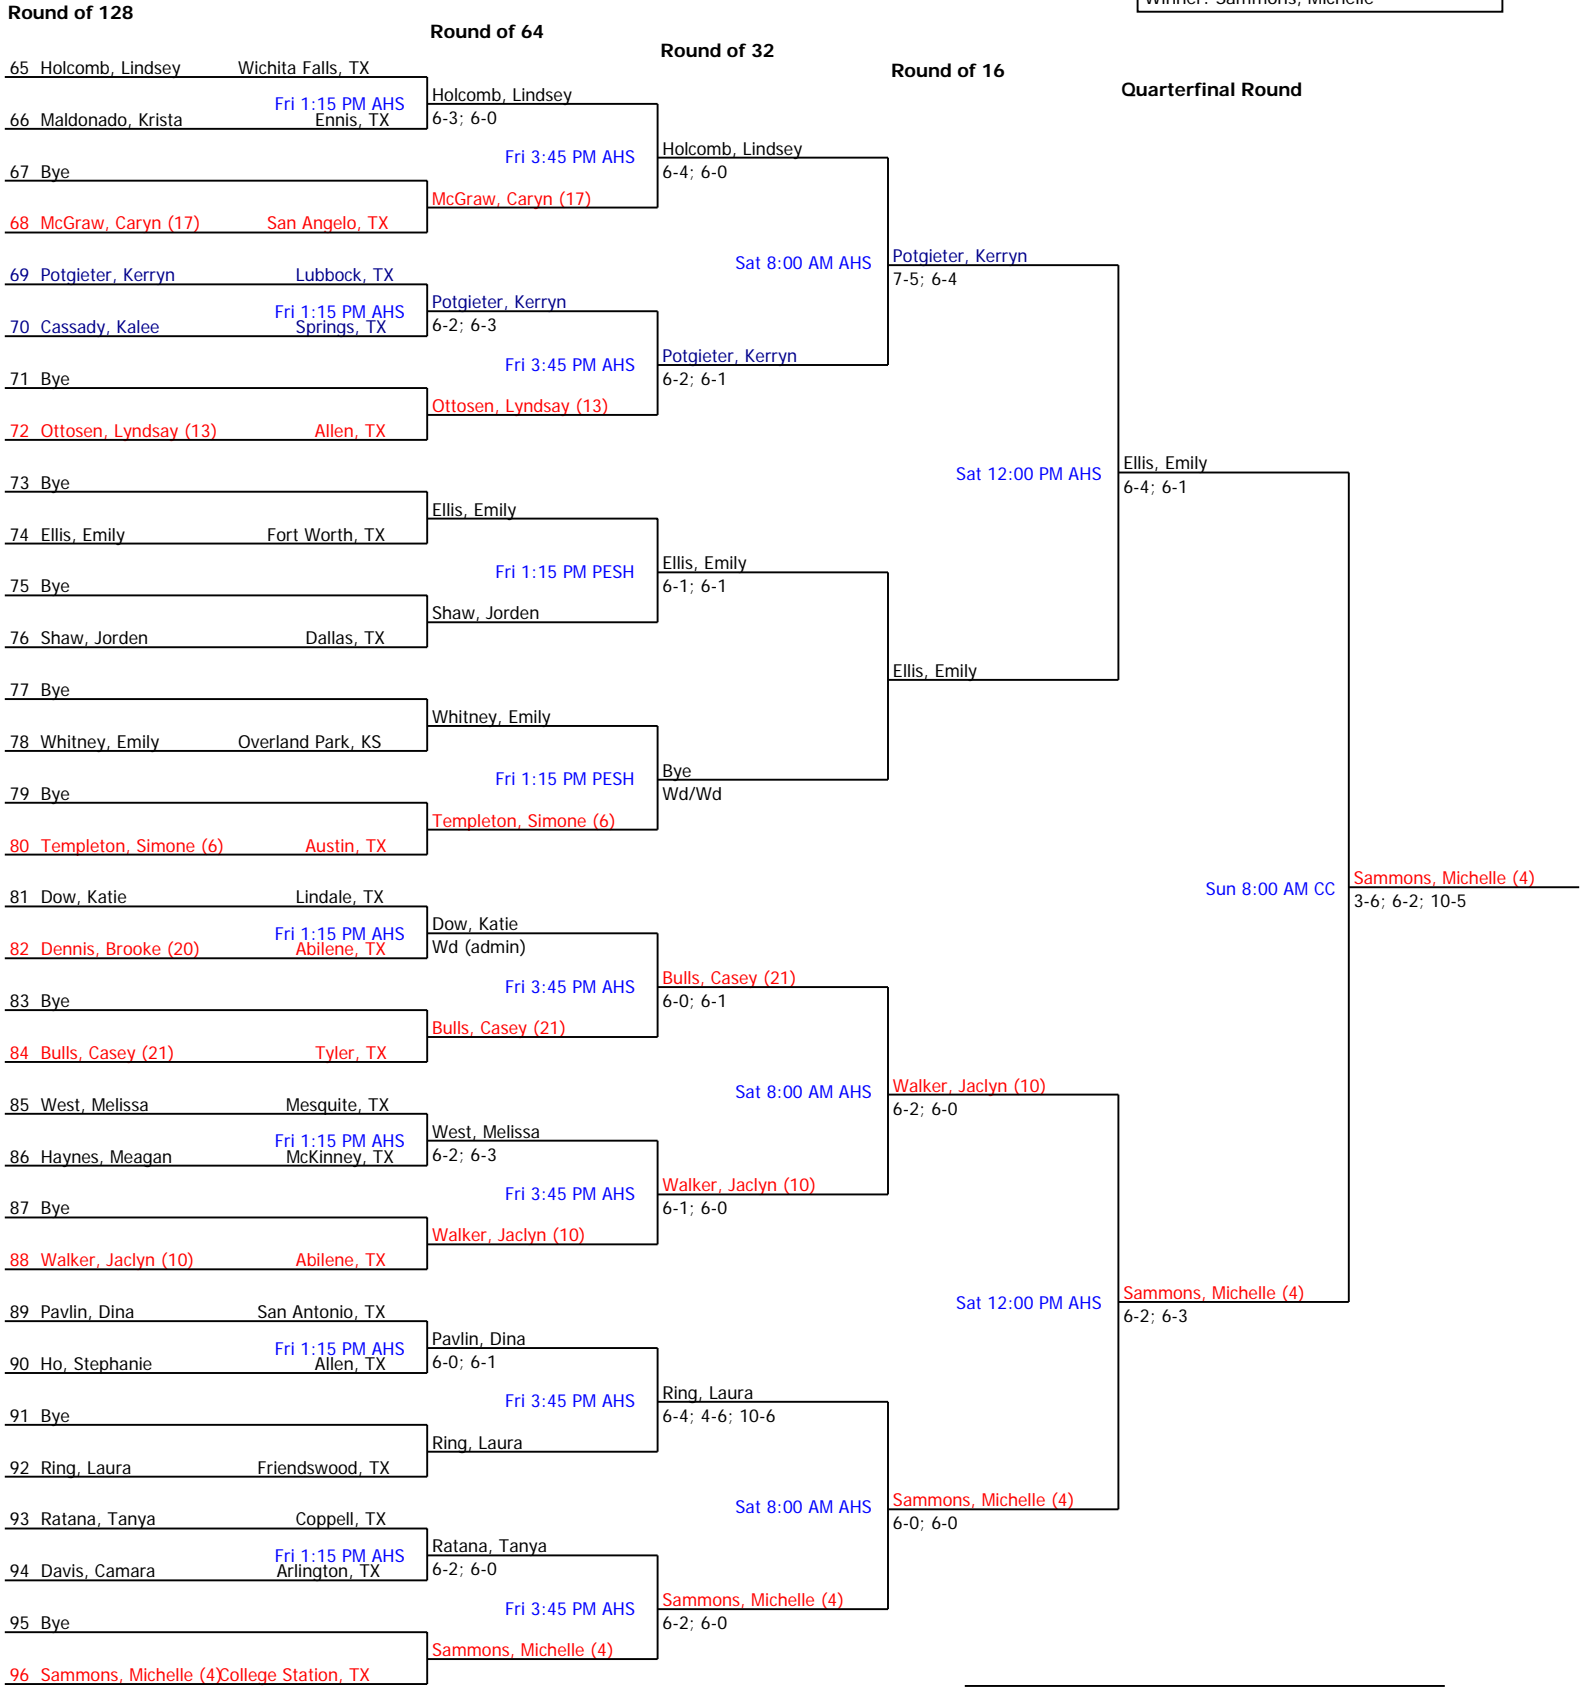 Winner: Sammons, Michelle
Round of 128
Round of 64
Round of 32
Round of 16
Quarterfinal Round
65 Holcomb, Lindsey Wichita Falls, TX
Fri 1:15 PM AHS
66 Maldonado, Krista Ennis, TX
67 Bye
68 McGraw, Caryn (17) San Angelo, TX
69 Potgieter, Kerryn Lubbock, TX
Fri 1:15 PM AHS
70 Cassady, Kalee Springs, TX
71 Bye
72 Ottosen, Lyndsay (13) Allen, TX
73 Bye
74 Ellis, Emily Fort Worth, TX
75 Bye
76 Shaw, Jorden Dallas, TX
77 Bye
78 Whitney, Emily Overland Park, KS
79 Bye
80 Templeton, Simone (6) Austin, TX
81 Dow, Katie Lindale, TX
Fri 1:15 PM AHS
82 Dennis, Brooke (20) Abilene, TX
83 Bye
84 Bulls, Casey (21) Tyler, TX
85 West, Melissa Mesquite, TX
Fri 1:15 PM AHS
86 Haynes, Meagan McKinney, TX
87 Bye
88 Walker, Jaclyn (10) Abilene, TX
89 Pavlin, Dina San Antonio, TX
Fri 1:15 PM AHS
90 Ho, Stephanie Allen, TX
91 Bye
92 Ring, Laura Friendswood, TX
93 Ratana, Tanya Coppell, TX
Fri 1:15 PM AHS
94 Davis, Camara Arlington, TX
95 Bye
96 Sammons, Michelle (4) College Station, TX
Holcomb, Lindsey
6-3; 6-0
Fri 3:45 PM AHS
McGraw, Caryn (17)
Potgieter, Kerryn
6-2; 6-3
Fri 3:45 PM AHS
Ottosen, Lyndsay (13)
Ellis, Emily
Fri 1:15 PM PESH
Shaw, Jorden
Whitney, Emily
Fri 1:15 PM PESH
Templeton, Simone (6)
Dow, Katie
Wd (admin)
Fri 3:45 PM AHS
Bulls, Casey (21)
West, Melissa
6-2; 6-3
Fri 3:45 PM AHS
Walker, Jaclyn (10)
Pavlin, Dina
6-0; 6-1
Fri 3:45 PM AHS
Ring, Laura
Ratana, Tanya
6-2; 6-0
Fri 3:45 PM AHS
Sammons, Michelle (4)
Holcomb, Lindsey
6-4; 6-0
Sat 8:00 AM AHS
Potgieter, Kerryn
6-2; 6-1
Ellis, Emily
6-1; 6-1
Bye
Wd/Wd
Bulls, Casey (21)
6-0; 6-1
Sat 8:00 AM AHS
Walker, Jaclyn (10)
6-1; 6-0
Ring, Laura
6-4; 4-6; 10-6
Sat 8:00 AM AHS
Sammons, Michelle (4)
6-2; 6-0
Potgieter, Kerryn
7-5; 6-4
Sat 12:00 PM AHS
Ellis, Emily
Walker, Jaclyn (10)
6-2; 6-0
Sat 12:00 PM AHS
Sammons, Michelle (4)
6-0; 6-0
Ellis, Emily
6-4; 6-1
Sun 8:00 AM CC
Sammons, Michelle (4)
6-2; 6-3
Sammons, Michelle (4)
3-6; 6-2; 10-5